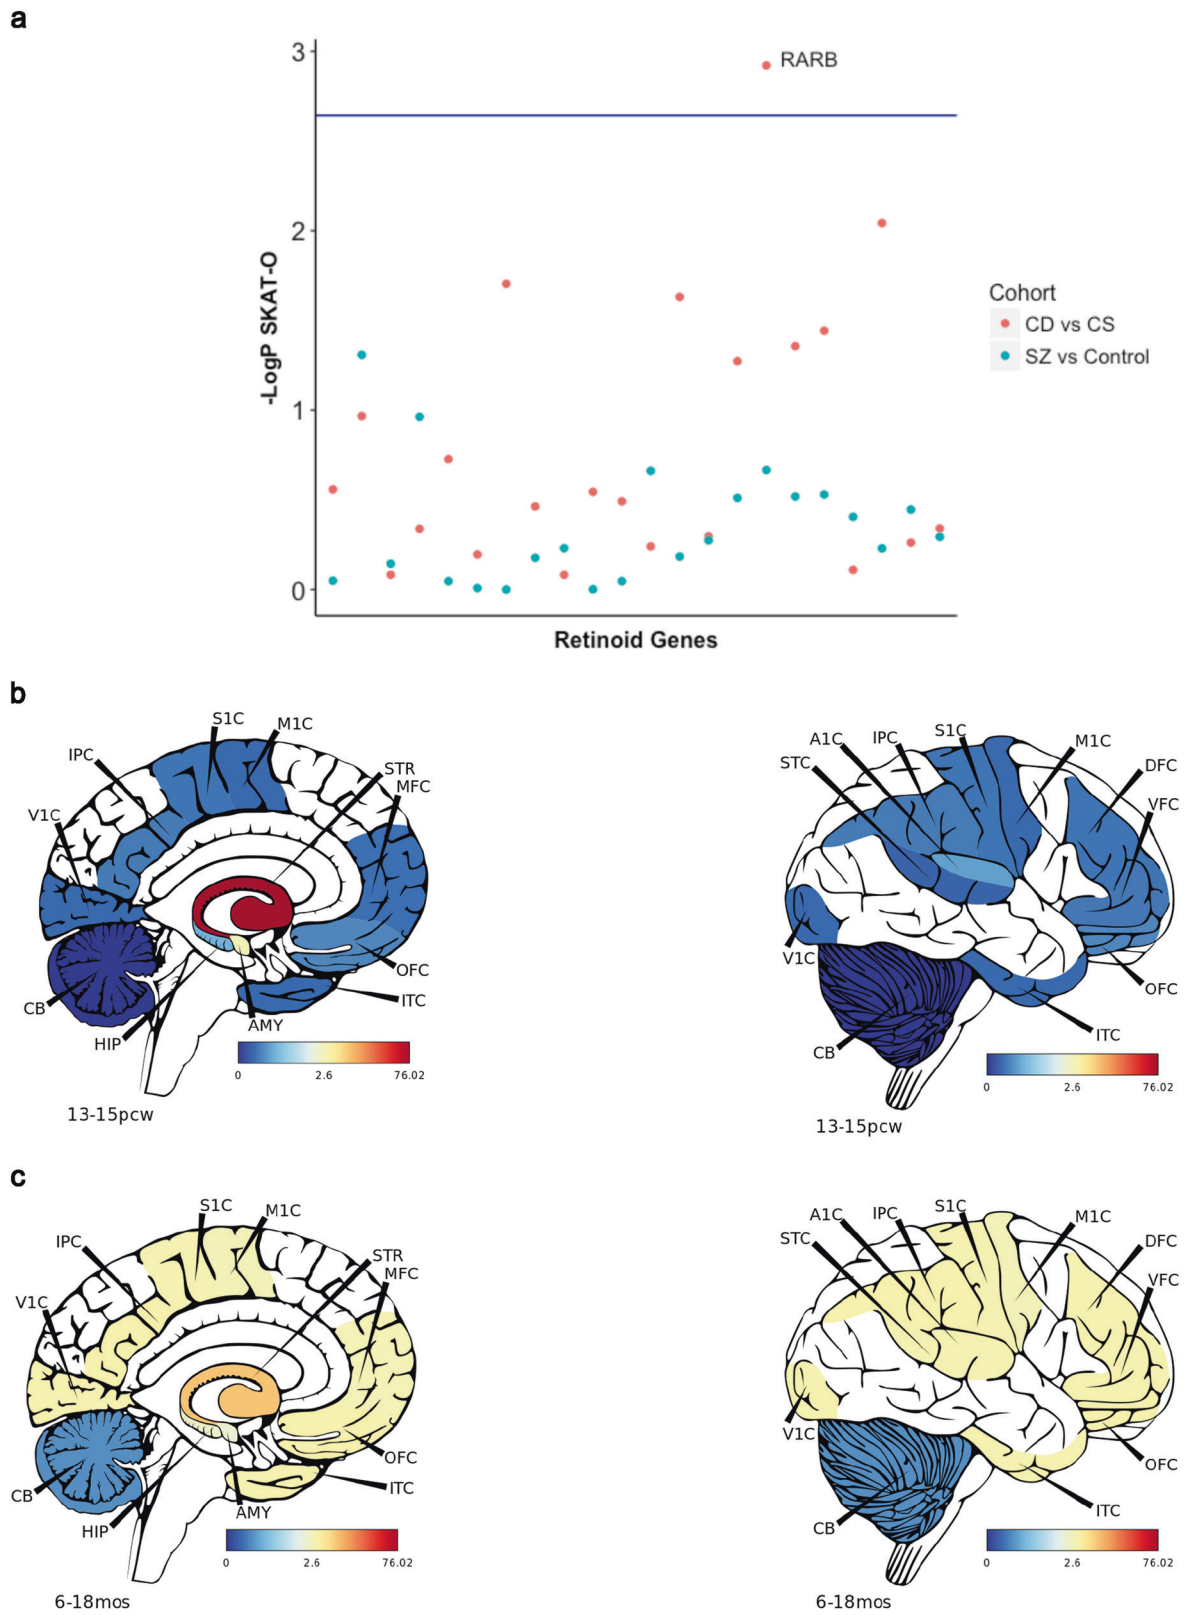 a
3
RARB
2
-LogP SKAT-O
Cohort
CD vs CS
SZ vs Control
1
0
Retinoid Genes
b
S1C
M1C
IPC
STR
MFC
V1C
OFC
ITC
CB
AMY
HIP
0
2.6
76.02
13-15pcw
S1C
A1C
IPC
M1C
STC
DFC
VFC
V1C
OFC
ITC
CB
0
2.6
76.02
13-15pcw
c
S1C
M1C
IPC
STR
MFC
V1C
OFC
ITC
CB
AMY
HIP
0
2.6
76.02
6-18mos
S1C
A1C
IPC
M1C
STC
DFC
VFC
V1C
OFC
ITC
CB
0
2.6
76.02
6-18mos